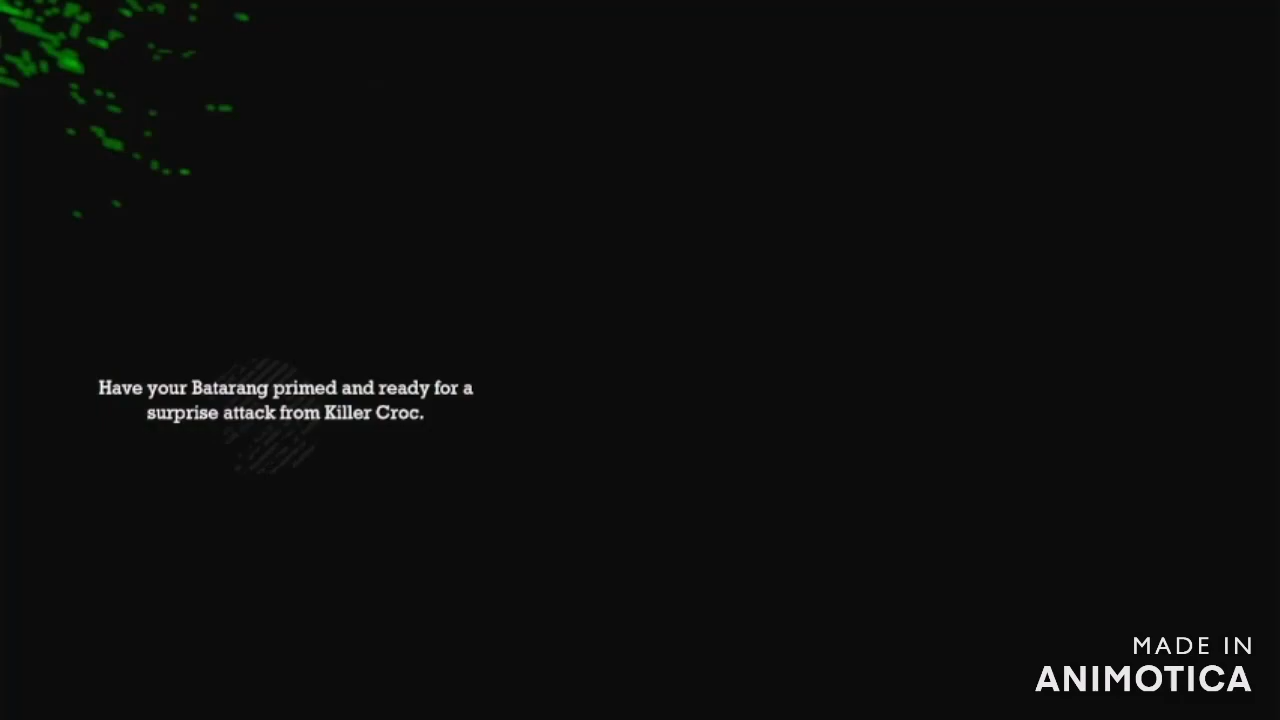 Have your Batarang primed and ready for a
surprise attack from Killer Croc.
MADE IN
ANIMOTICA